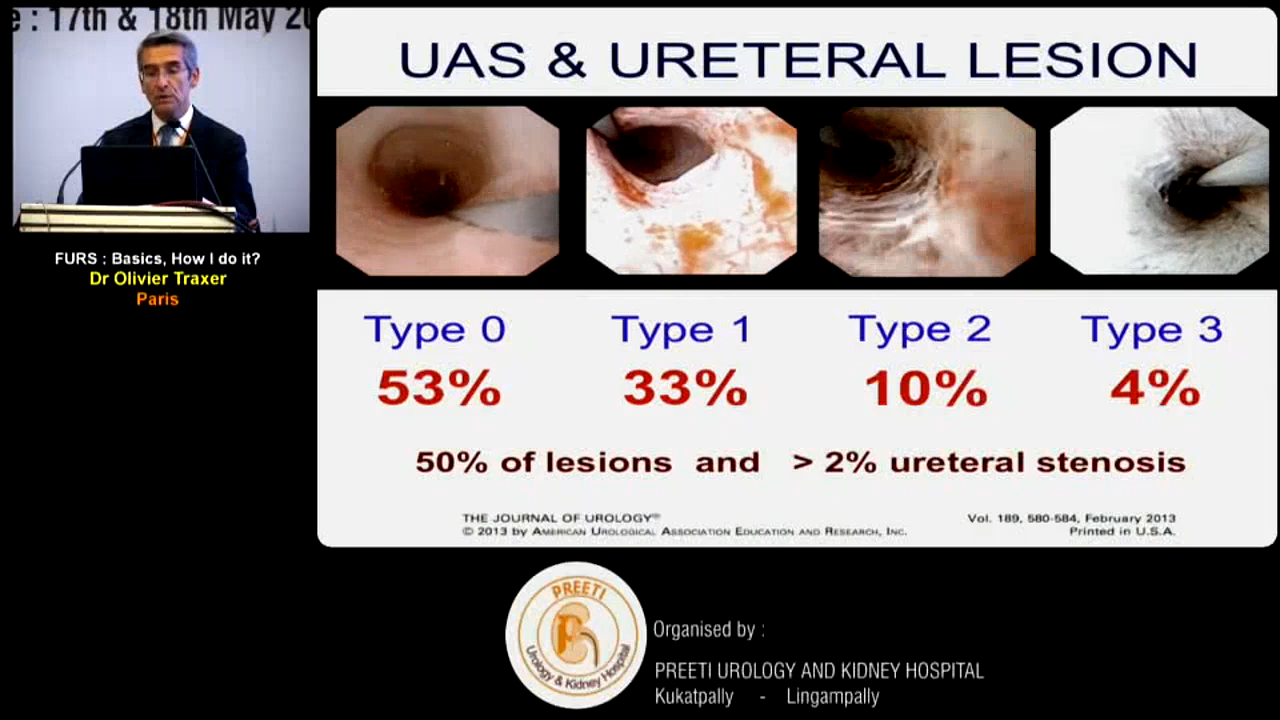 e : 17th & 18th May 20
UAS & URETERAL LESION
FURS : Basics, How I do it?
Dr Olivier Traxer
Paris
Type 0 Type 1 Type 2 Type 3
53% 33% 10% 4%
50% of lesions and > 2% ureteral stenosis
THE JOURNAL OF UROLOGY® Vol. 189, 580-584, February 2013
© 2013 by American Urological Association Education and Research, Inc. Printed in U.S.A.
PREETI
Urology & Kidney Hospital
Organised by :
PREETI UROLOGY AND KIDNEY HOSPITAL
Kukatpally - Lingampally